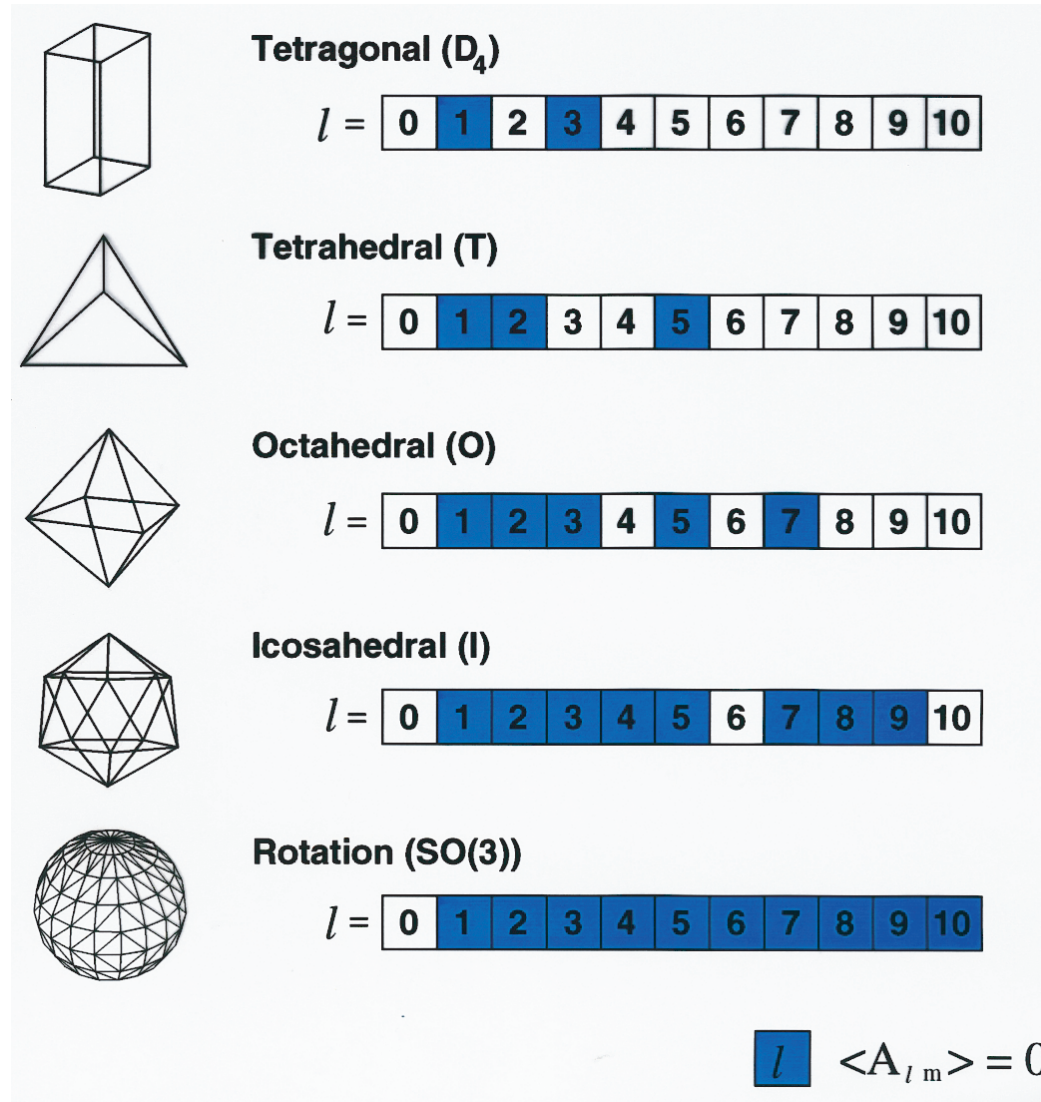 Tetragonal (D₄)
l = 0 1 2 3 4 5 6 7 8 9 10
Tetrahedral (T)
l = 0 1 2 3 4 5 6 7 8 9 10
Octahedral (O)
l = 0 1 2 3 4 5 6 7 8 9 10
Icosahedral (I)
l = 0 1 2 3 4 5 6 7 8 9 10
Rotation (SO(3))
l = 0 1 2 3 4 5 6 7 8 9 10
l <A l m> = 0